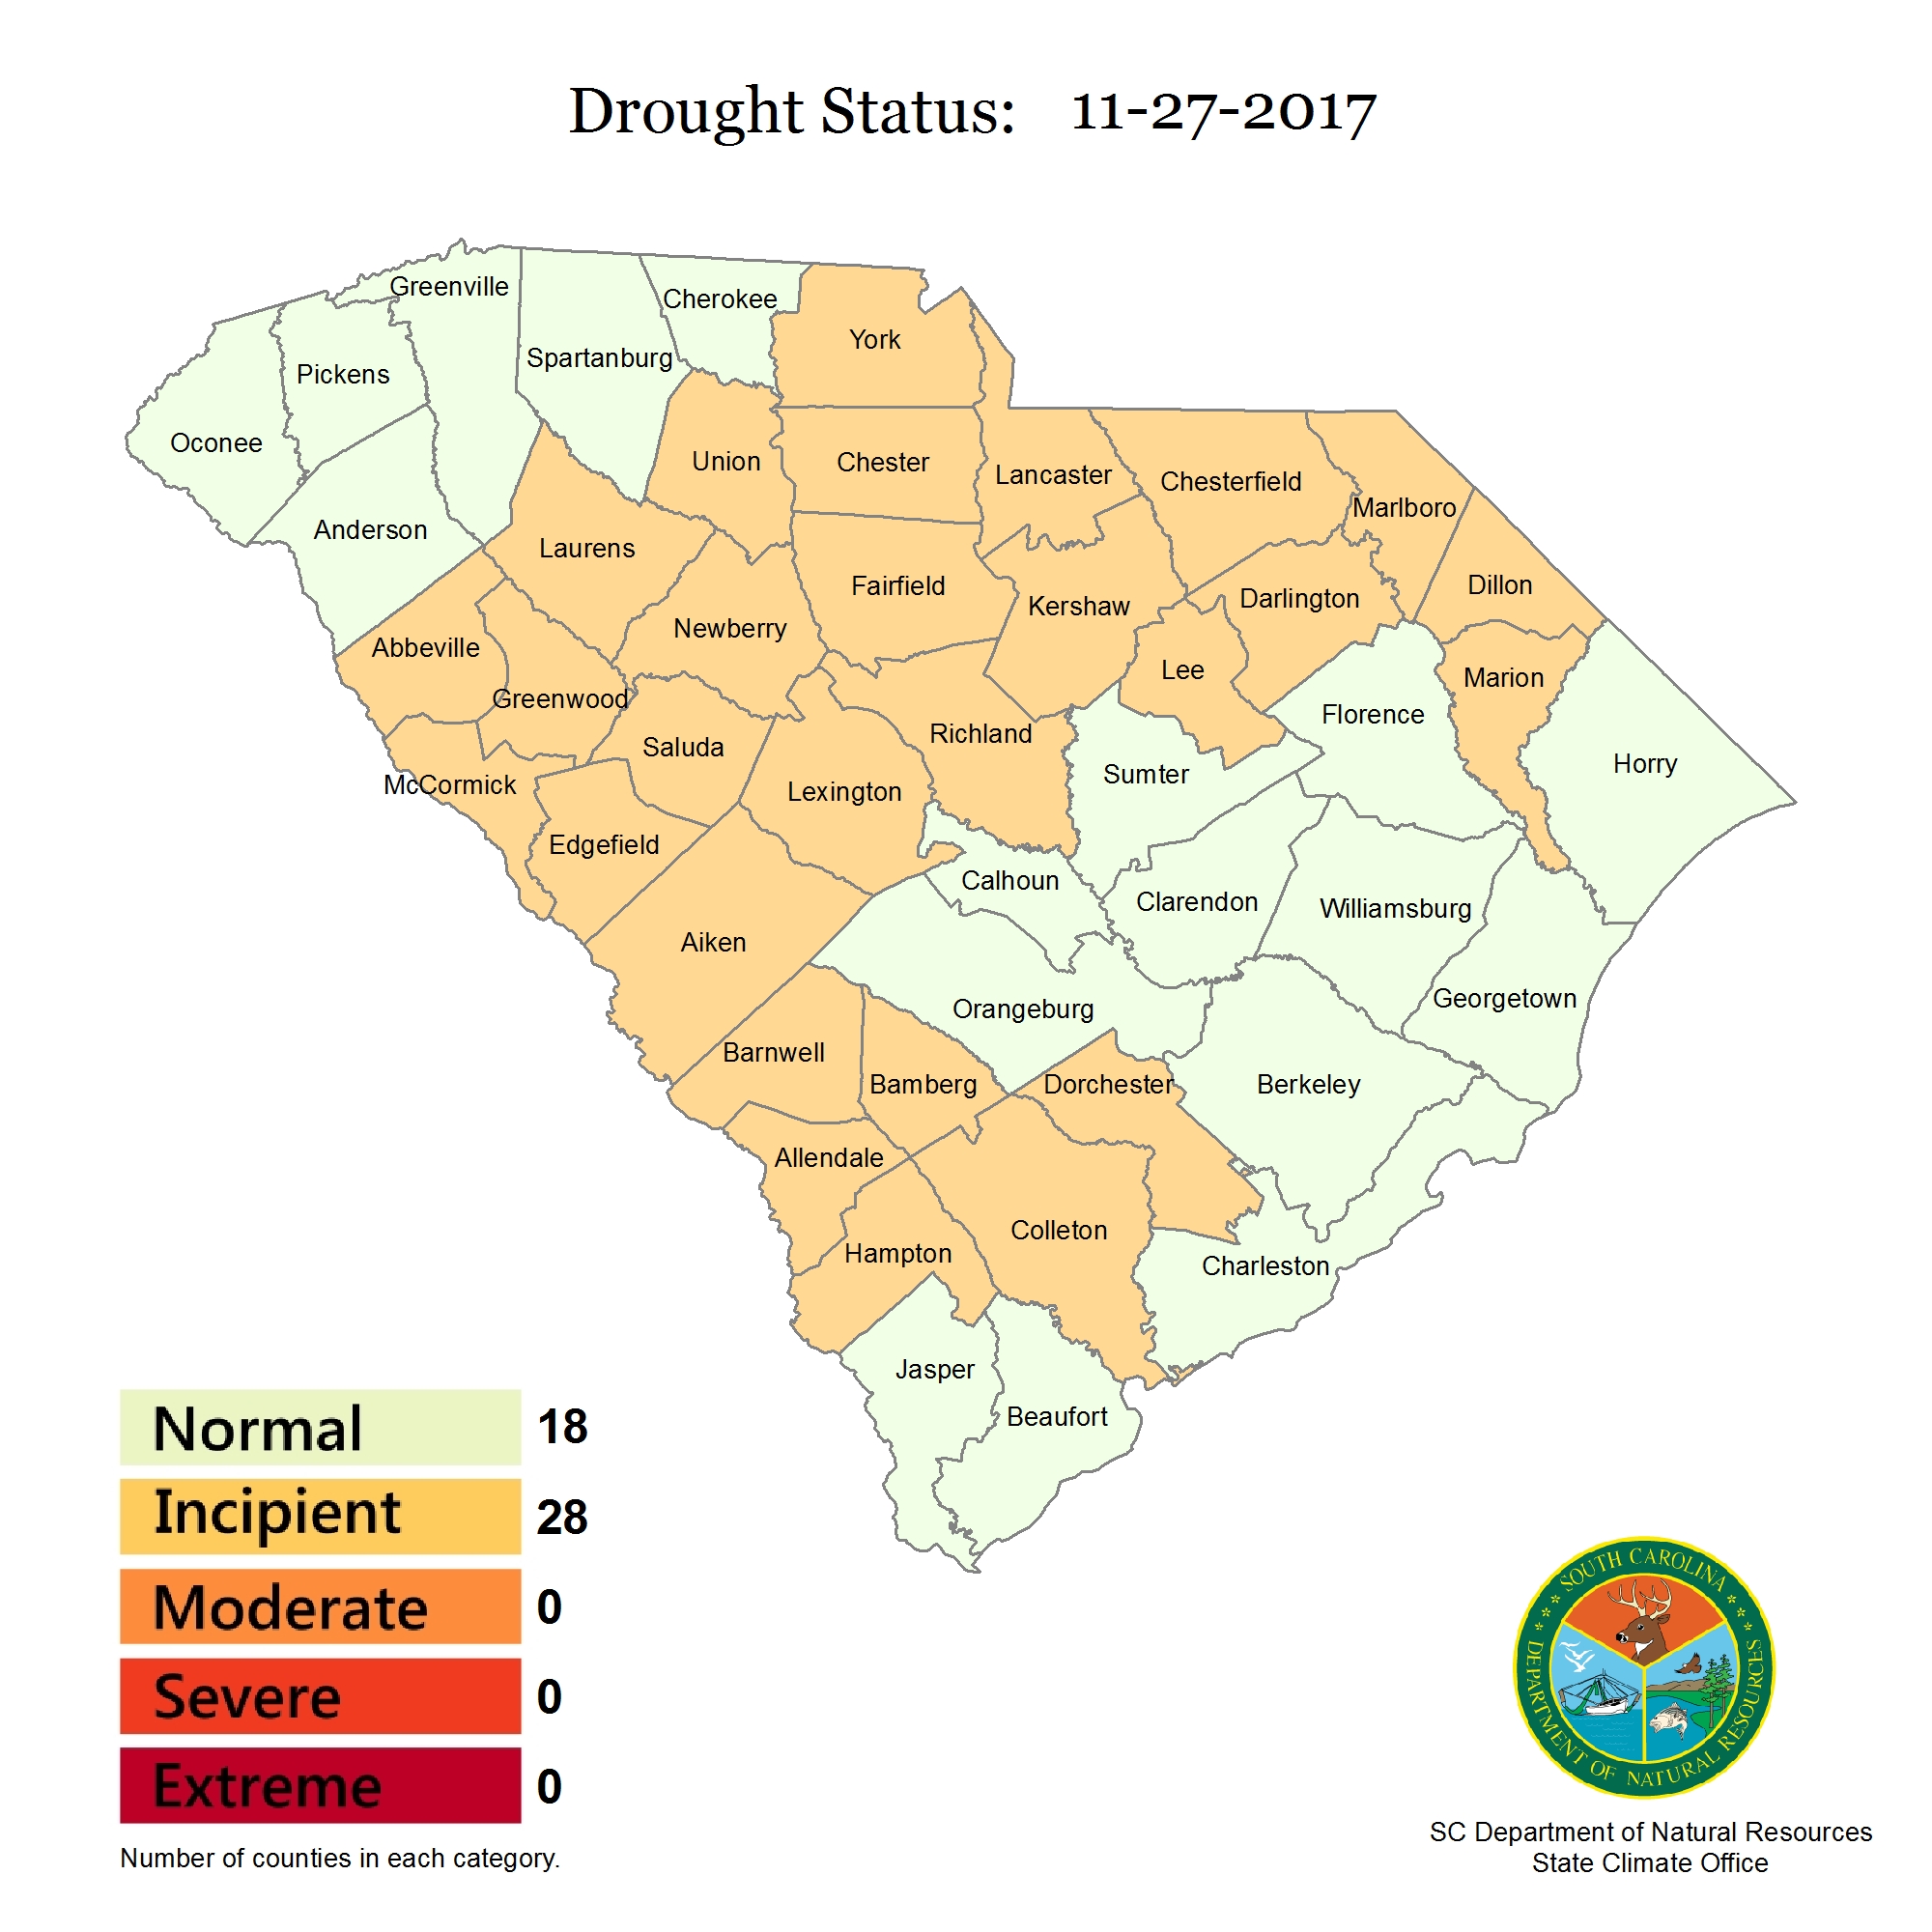 Drought Status: 11-27-2017
Greenville
Cherokee
York
Spartanburg
Pickens
Oconee
Union
Chester
Lancaster
Chesterfield
Marlboro
Anderson
Laurens
Fairfield
Dillon
Darlington
Kershaw
Newberry
Abbeville
Lee
Marion
Greenwood
Florence
Richland
Saluda
Horry
Sumter
McCormick
Lexington
Edgefield
Calhoun
Clarendon
Williamsburg
Aiken
Georgetown
Orangeburg
Barnwell
Bamberg
Dorchester
Berkeley
Allendale
Colleton
Hampton
Charleston
Jasper
Beaufort
Normal 18
Incipient 28
Moderate 0
Severe 0
Extreme 0
Number of counties in each category.
SOUTH CAROLINA
DEPARTMENT OF NATURAL RESOURCES
SC Department of Natural Resources
State Climate Office